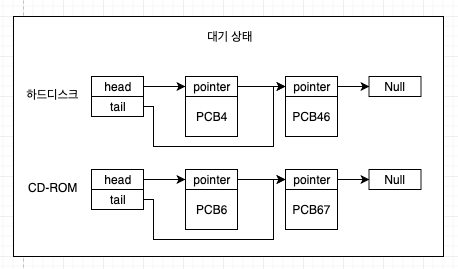 대기 상태
하드디스크
head
tail
pointer
PCB4
pointer
PCB46
Null
CD-ROM
head
tail
pointer
PCB6
pointer
PCB67
Null